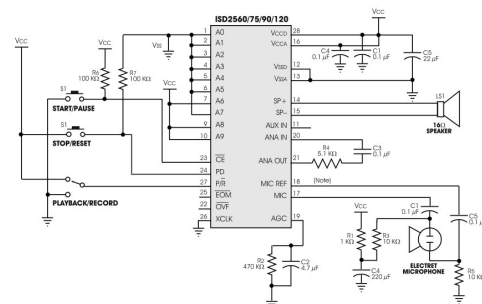 ISD2560/75/90/120
VCC
VCC
VCC
VSS
R6
100 KΩ
R7
100 KΩ
S1
START/PAUSE
S1
STOP/RESET
PLAYBACK/RECORD
VCC
1 A0
2 A1
3 A2
4 A3
5 A4
6 A5
7 A6
8 A7
9 A8
10 A9
23 CE
24 PD
27 P/R
25 EOM
22 OVF
26 XCLK
VCCD 28
VCCA 16
VSSD 12
VSSA 13
SP+ 14
SP– 15
AUX IN 11
ANA IN 20
ANA OUT 21
MIC REF 18 (Note)
MIC 17
AGC 19
C4
0.1 µF
C1
0.1 µF
C5
22 µF
LS1
16Ω
SPEAKER
R4
5.1 KΩ
C3
0.1 µF
VCC
C1
0.1 µF
C5
0.1
R1
1 KΩ
R3
10 KΩ
C4
220 µF
ELECTRET
MICROPHONE
10 K
R2
470 KΩ
C2
4.7 µF